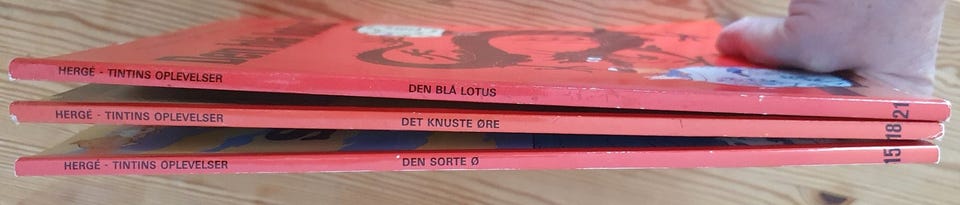 HERGÉ - TINTINS OPLEVELSER DEN BLÅ LOTUS 21
HERGÉ - TINTINS OPLEVELSER DET KNUSTE ØRE 18
HERGÉ - TINTINS OPLEVELSER DEN SORTE Ø 15